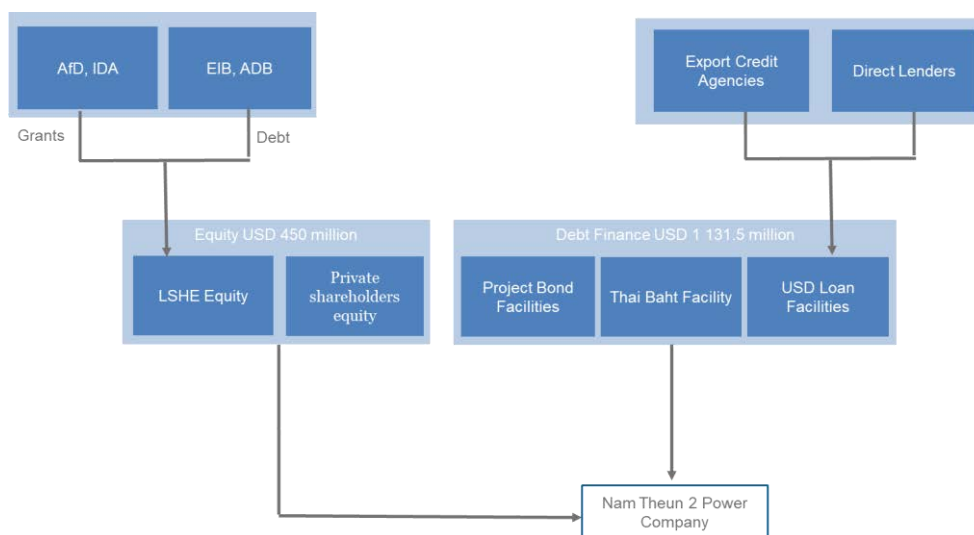 AfD, IDA
EIB, ADB
Export Credit
Agencies
Direct Lenders
Grants
Debt
Equity USD 450 million
Debt Finance USD 1 131.5 million
LSHE Equity
Private
shareholders
equity
Project Bond
Facilities
Thai Baht Facility
USD Loan
Facilities
Nam Theun 2 Power
Company